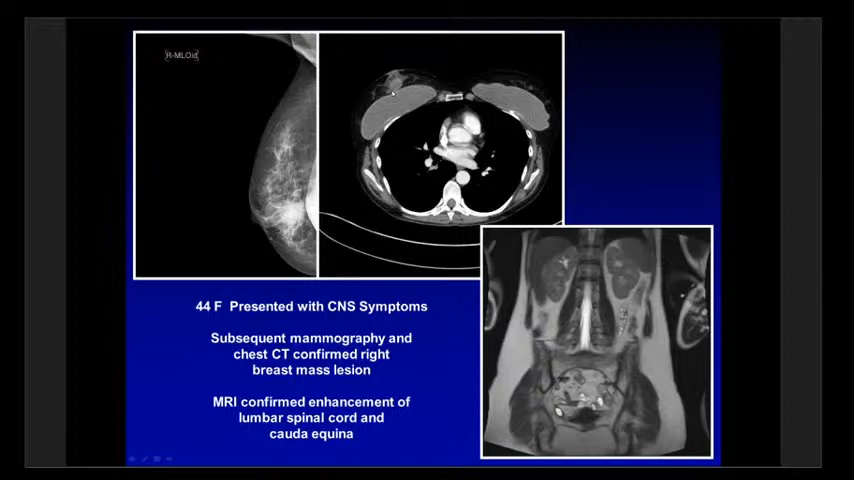 R-MLOid
44 F Presented with CNS Symptoms
Subsequent mammography and
chest CT confirmed right
breast mass lesion
MRI confirmed enhancement of
lumbar spinal cord and
cauda equina